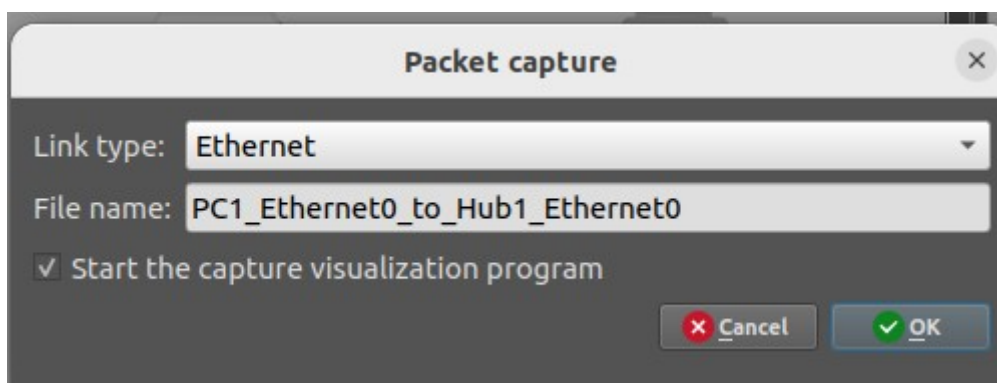 Packet capture
Link type: Ethernet
File name: PC1_Ethernet0_to_Hub1_Ethernet0
Start the capture visualization program
Cancel OK